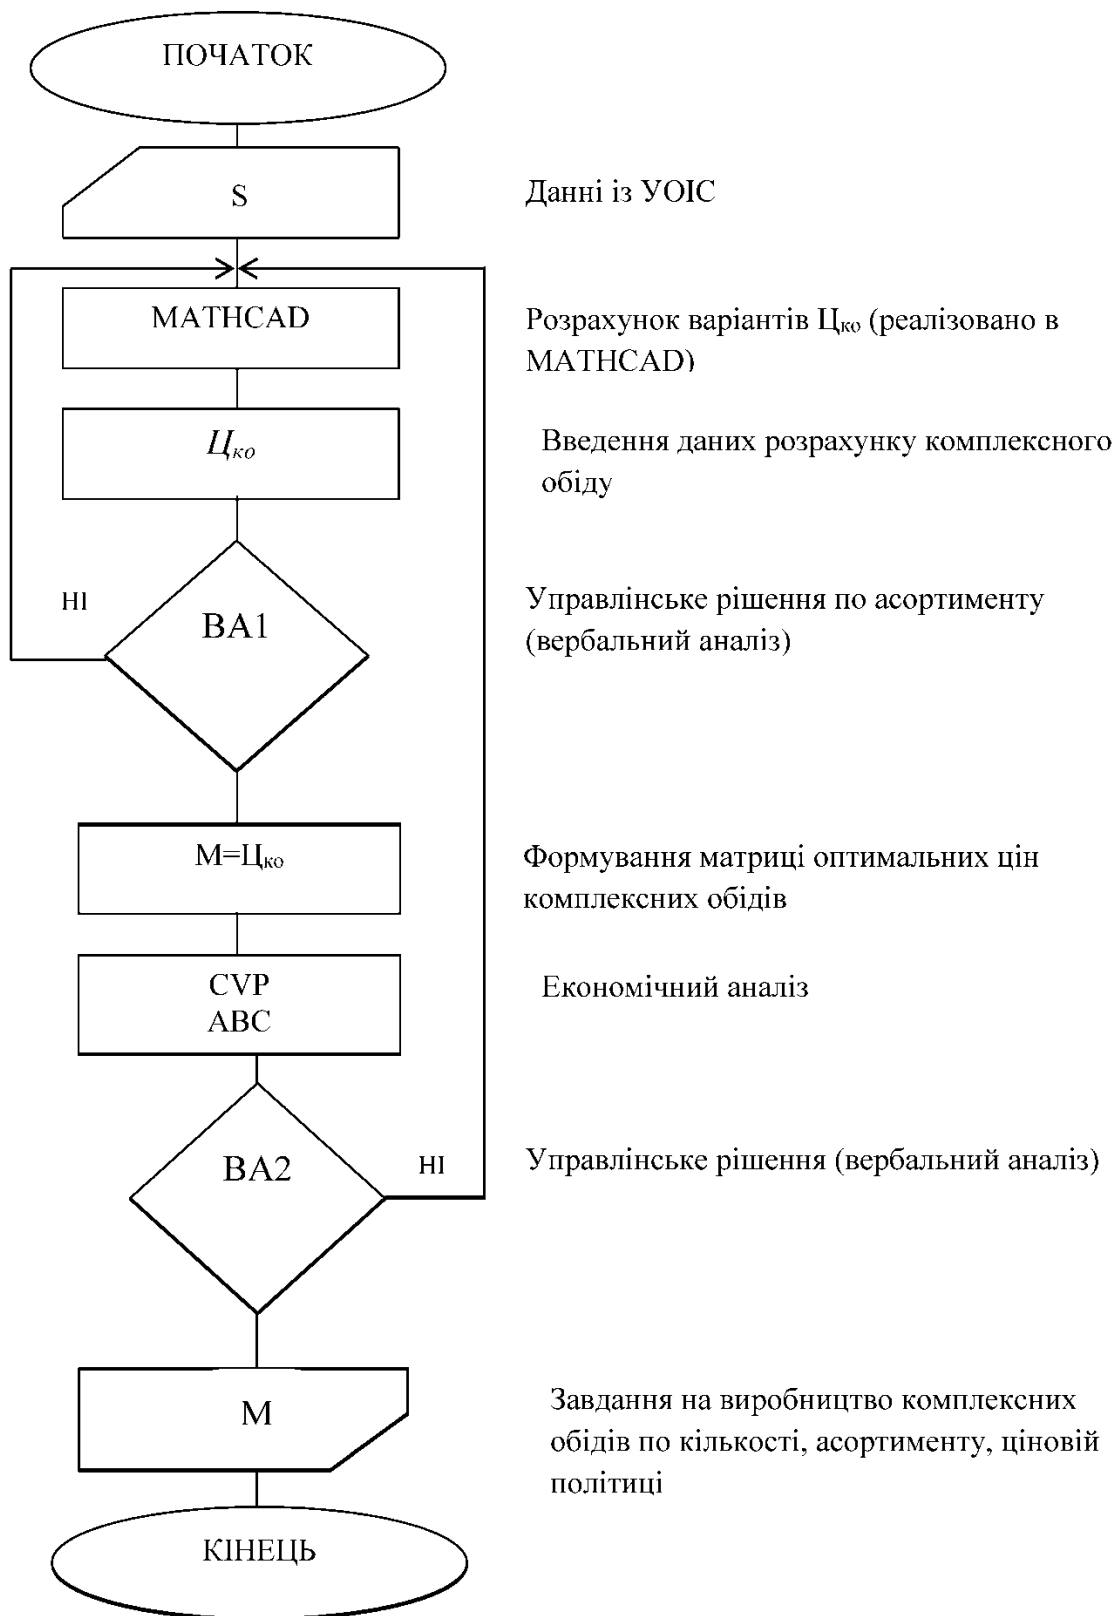 ПОЧАТОК
S
Данні із УОІС
MATHCAD
Розрахунок варіантів Цко (реалізовано в
MATHCAD)
Цко
Введення даних розрахунку комплексного
обіду
НІ
ВА1
Управлінське рішення по асортименту
(вербальний аналіз)
М=Цко
Формування матриці оптимальних цін
комплексних обідів
CVP
ABC
Економічний аналіз
ВА2
НІ
Управлінське рішення (вербальний аналіз)
М
Завдання на виробництво комплексних
обідів по кількості, асортименту, ціновій
політиці
КІНЕЦЬ